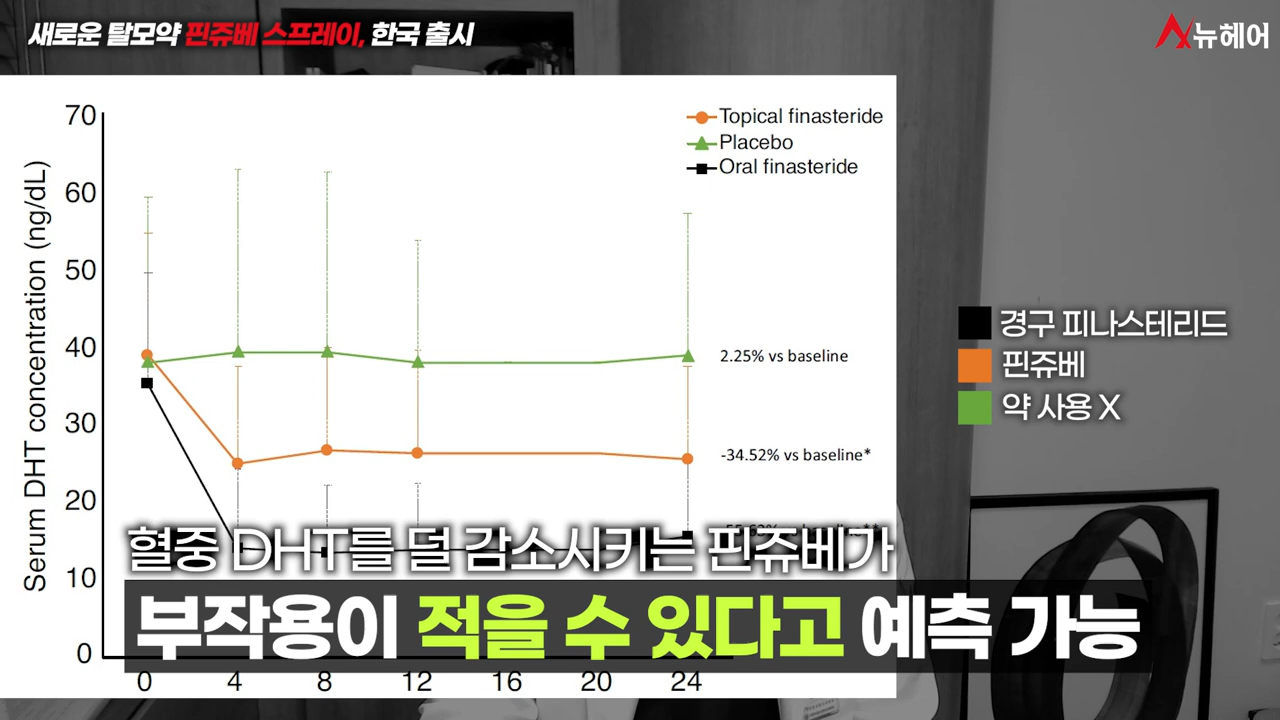 새로운 탈모약 핀쥬베 스프레이, 한국 출시
뉴헤어
70
60
50
40
30
20
10
0
Serum DHT concentration (ng/dL)
Topical finasteride
Placebo
Oral finasteride
2.25% vs baseline
-34.52% vs baseline*
경구 피나스테리드
핀쥬베
약 사용 X
혈중 DHT를 덜 감소시키는 핀쥬베가
부작용이 적을 수 있다고 예측 가능
0 4 8 12 16 20 24